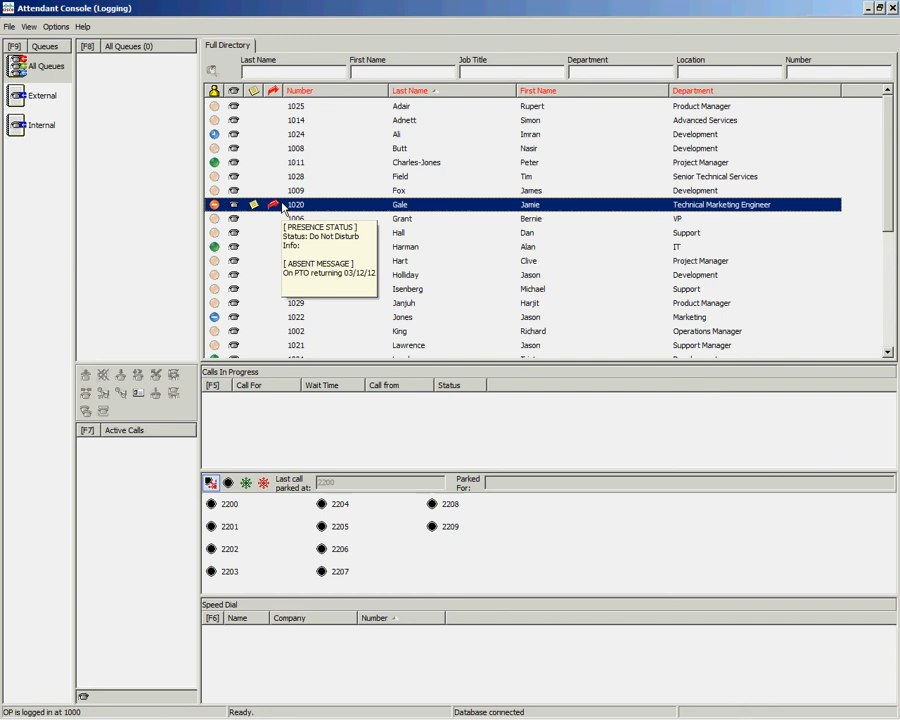 Attendant Console (Logging)
File View Options Help
[F9] Queues
All Queues
External
Internal
[F8] All Queues (0)
Full Directory
Last Name First Name Job Title Department Location Number
Number Last Name First Name Department
1025 Adair Rupert Product Manager
1014 Adnett Simon Advanced Services
1024 Ali Imran Development
1008 Butt Nasir Development
1011 Charles-Jones Peter Project Manager
1028 Field Tim Senior Technical Services
1009 Fox James Development
1020 Gale Jamie Technical Marketing Engineer
1006 Grant Bernie VP
Hall Dan Support
Harman Alan IT
Hart Clive Project Manager
Holliday Jason Development
Isenberg Michael Support
1029 Janjuh Harjit Product Manager
1022 Jones Jason Marketing
1002 King Richard Operations Manager
1021 Lawrence Jason Support Manager
[ PRESENCE STATUS ]
Status: Do Not Disturb
Info:
[ ABSENT MESSAGE ]
On PTO returning 03/12/12
Calls In Progress
[F5] Call For Wait Time Call from Status
[F7] Active Calls
Last call parked at: 2200 Parked For:
2200 2204 2208
2201 2205 2209
2202 2206
2203 2207
Speed Dial
[F6] Name Company Number
OP is logged in at 1000 Ready. Database connected